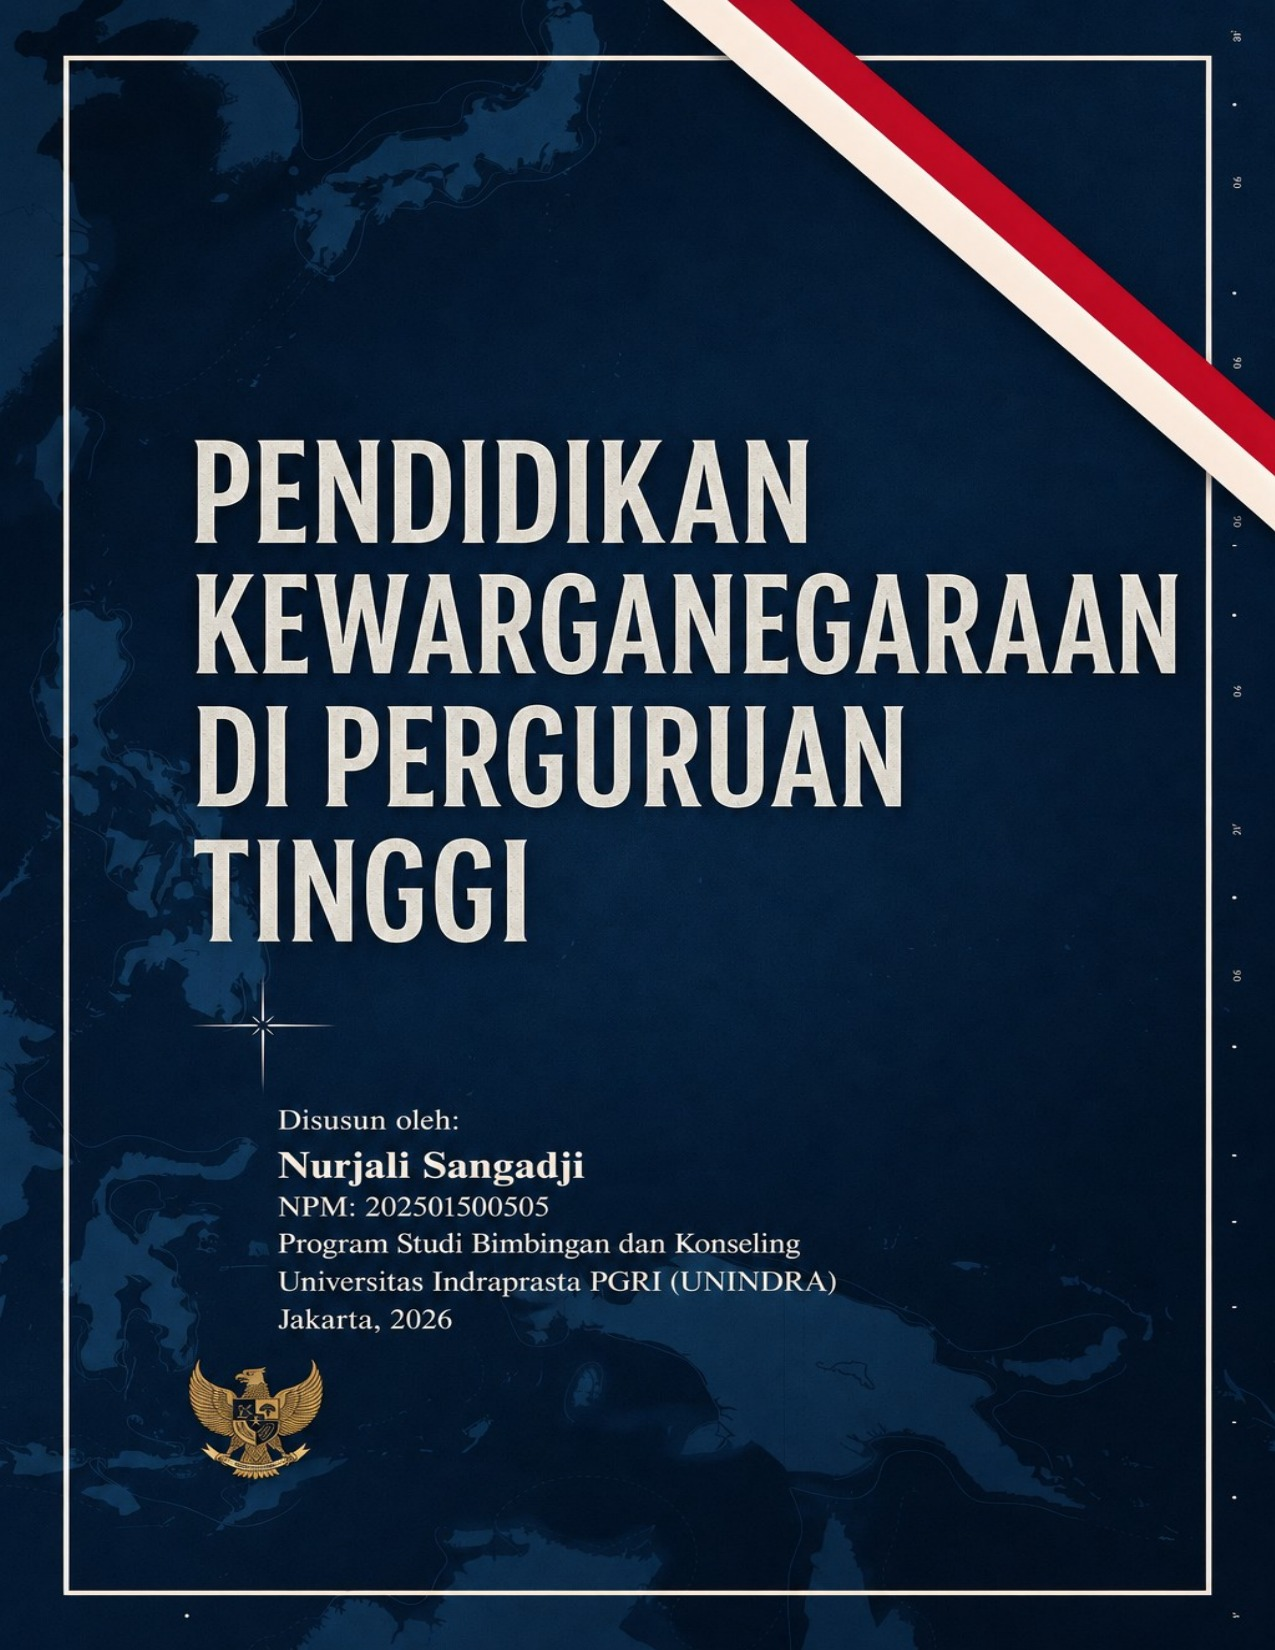 PENDIDIKAN
KEWARGANEGARAAN
DI PERGURUAN
TINGGI
Disusun oleh:
Nurjali Sangadji
NPM: 202501500505
Program Studi Bimbingan dan Konseling
Universitas Indraprasta PGRI (UNINDRA)
Jakarta, 2026